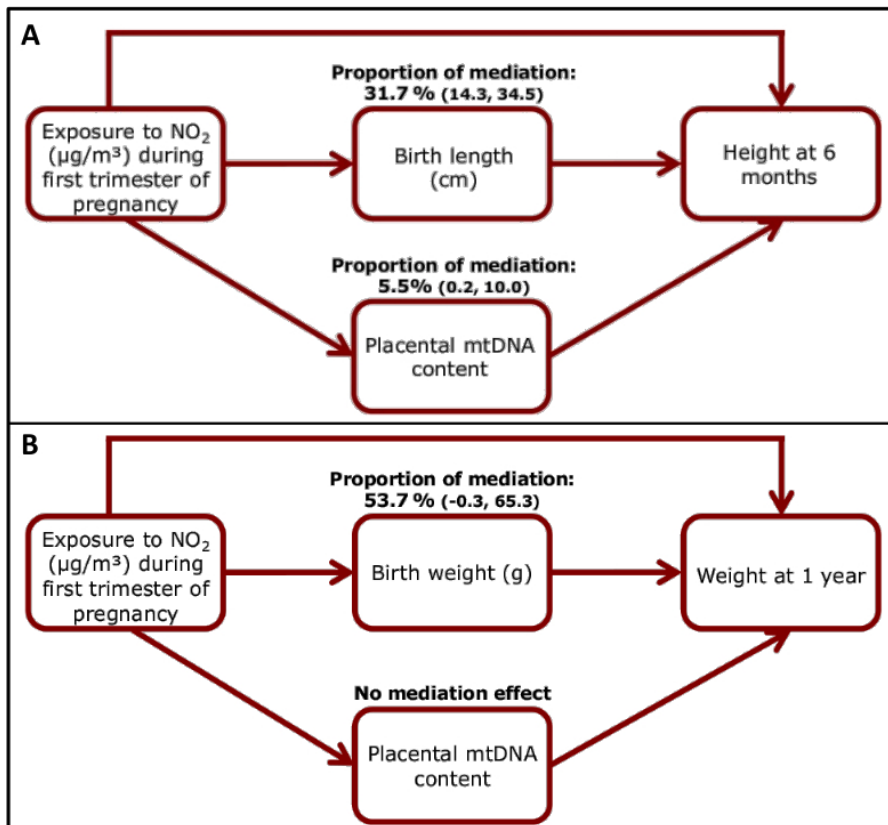 A
Proportion of mediation:
31.7 % (14.3, 34.5)
Exposure to NO₂
(µg/m³) during
first trimester of
pregnancy
Birth length
(cm)
Height at 6
months
Proportion of mediation:
5.5% (0.2, 10.0)
Placental mtDNA
content
B
Proportion of mediation:
53.7 % (-0.3, 65.3)
Exposure to NO₂
(µg/m³) during
first trimester of
pregnancy
Birth weight (g)
Weight at 1 year
No mediation effect
Placental mtDNA
content